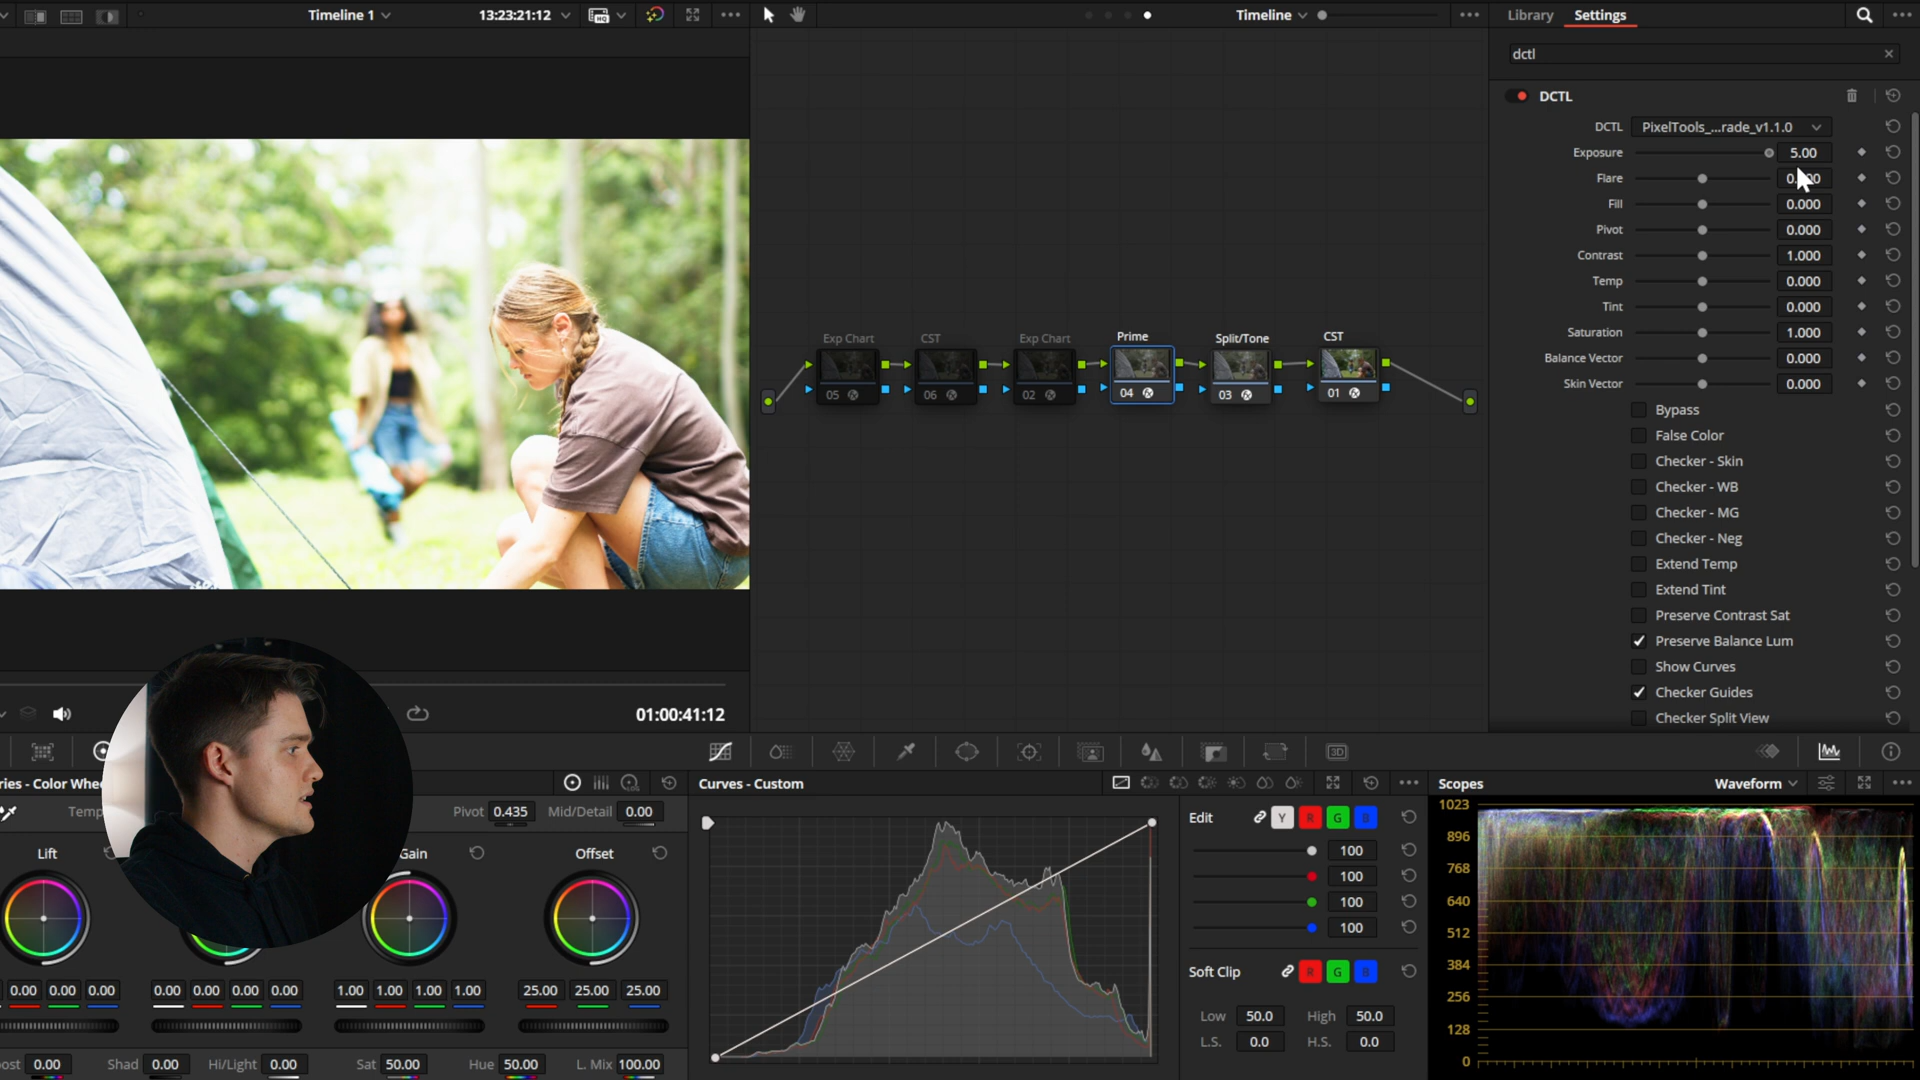 Timeline 1
13:23:21:12
HQ
Timeline
Library
Settings
dctl
DCTL
DCTL
PixelTools_...rade_v1.1.0
Exposure
5.00
Flare
Fill
0.000
Pivot
0.000
Contrast
1.000
Temp
0.000
Tint
0.000
Saturation
1.000
Balance Vector
0.000
Skin Vector
0.000
Bypass
False Color
Checker - Skin
Checker - WB
Checker - MG
Checker - Neg
Extend Temp
Extend Tint
Preserve Contrast Sat
Preserve Balance Lum
Show Curves
Checker Guides
Checker Split View
Exp Chart
CST
Exp Chart
Prime
Split/Tone
CST
05
06
02
04
03
01
01:00:41:12
3D
ries - Color Whe
Temp
Pivot
0.435
Mid/Detail
0.00
Lift
Gain
Offset
0.00 0.00 0.00
0.00 0.00 0.00 0.00
1.00 1.00 1.00 1.00
25.00 25.00 25.00
ost
0.00
Shad
0.00
Hi/Light
0.00
Sat
50.00
Hue
50.00
L. Mix
100.00
Curves - Custom
Edit
Y R G B
100
100
100
100
Soft Clip
R G B
Low
50.0
High
50.0
L.S.
0.0
H.S.
0.0
Scopes
Waveform
1023
896
768
640
512
384
256
128
0